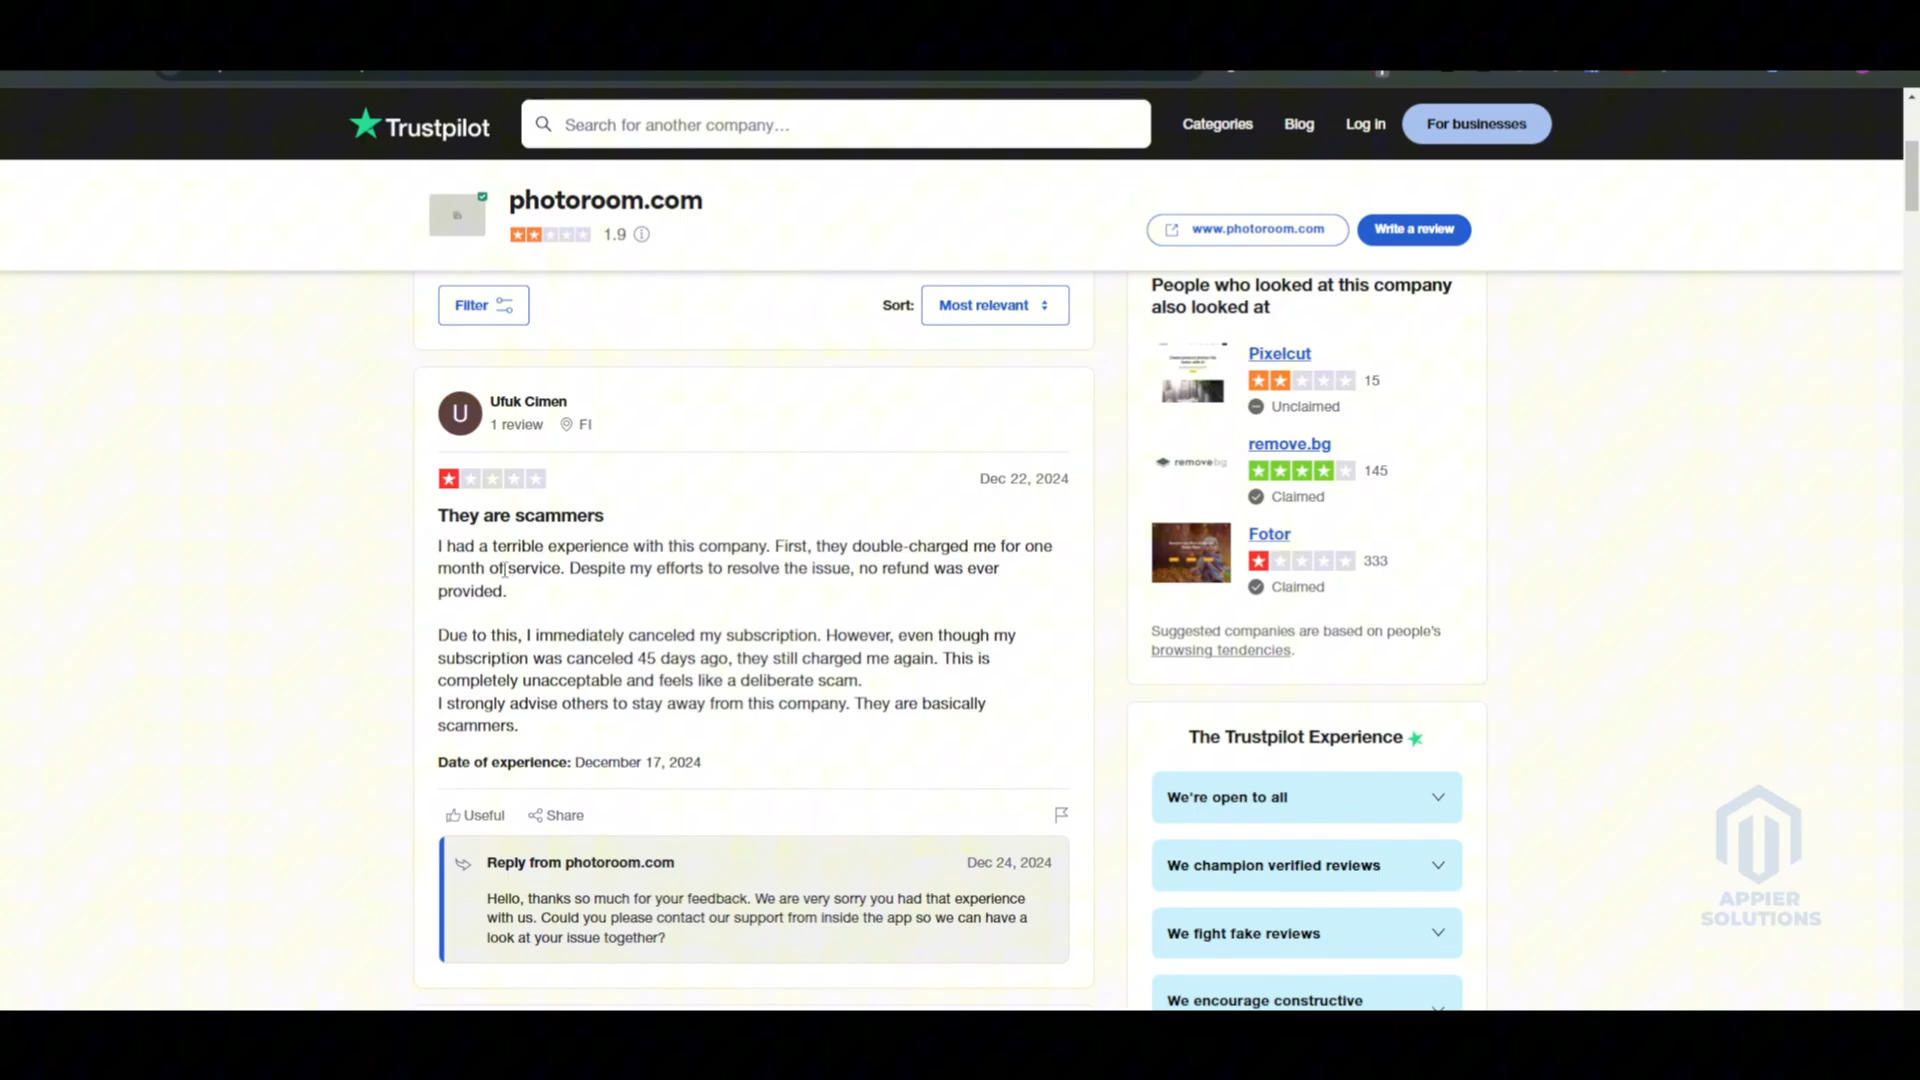 Trustpilot
Search for another company...
Categories
Blog
Log in
For businesses
photoroom.com
1.9
www.photoroom.com
Write a review
Filter
Sort:
Most relevant
U
Ufuk Cimen
1 review
FI
Dec 22, 2024
They are scammers
I had a terrible experience with this company. First, they double-charged me for one
month of service. Despite my efforts to resolve the issue, no refund was ever
provided.
Due to this, I immediately canceled my subscription. However, even though my
subscription was canceled 45 days ago, they still charged me again. This is
completely unacceptable and feels like a deliberate scam.
I strongly advise others to stay away from this company. They are basically
scammers.
Date of experience: December 17, 2024
Useful
Share
Reply from photoroom.com
Dec 24, 2024
Hello, thanks so much for your feedback. We are very sorry you had that experience
with us. Could you please contact our support from inside the app so we can have a
look at your issue together?
People who looked at this company
also looked at
Pixelcut
15
Unclaimed
removebg
remove.bg
145
Claimed
Fotor
333
Claimed
Suggested companies are based on people's
browsing tendencies.
The Trustpilot Experience
We're open to all
We champion verified reviews
We fight fake reviews
We encourage constructive
APPIER
SOLUTIONS